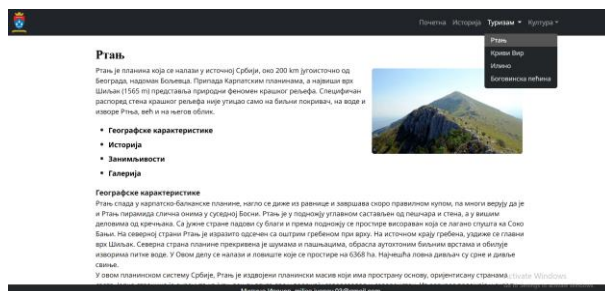 Почетна Историја Туризам Култура
Ртањ
Криви Вир
Илино
Боговинска пећина
Ртањ
Ртањ је планина која се налази у источној Србији, око 200 km југоисточно од
Београда, надомак Бољевца. Припада Карпатским планинама, а највиши врх
Шиљак (1565 m) представља природни феномен крашког рељефа. Специфичан
распоред стена крашког рељефа није утицао само на биљни покривач, на воде и
изворе Ртња, већ и на његов облик.
Географске карактеристике
Историја
Занимљивости
Галерија
Географске карактеристике
Ртањ спада у карпатско-балканске планине, нагло се диже из равнице и завршава скоро правилном купом, па многи верују да је
и Ртањ пирамида слична онима у суседној Босни. Ртањ је у подножју углавном састављен од пешчара и стена, а у вишим
деловима од кречњака. Са јужне стране падови су благи и према подножју се простире висораван која се лагано спушта ка Соко
Бањи. На северној страни Ртањ је изразито одсечен са оштрим гребеном при врху. На источном крају гребена, уздиже се главни
врх Шиљак. Северна страна планине прекривена је шумама и пашњацима, обрасла аутохтоним биљним врстама и обилује
изворима питке воде. У Овом делу се налази и ловиште које се простире на 6368 ha. Најчешћа ловна дивљач су срне и дивље
свиње.
У овом планинском систему Србије, Ртањ је издвојени планински масив који има пространу основу, оријентисану странама
Activate Windows